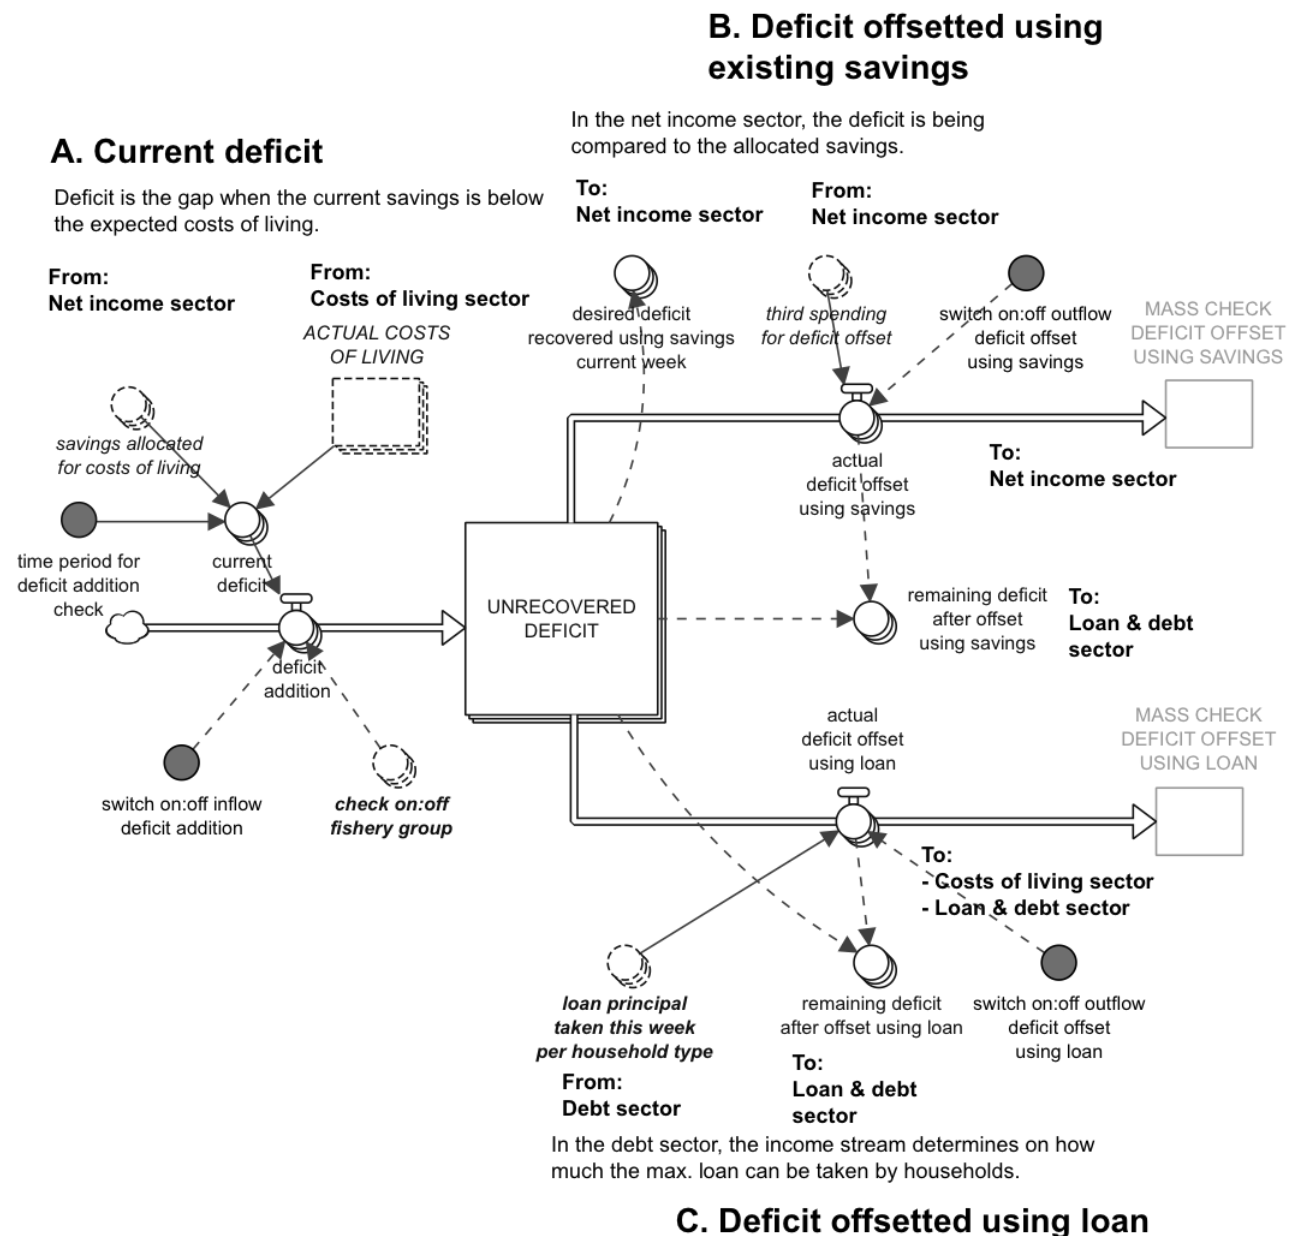 B. Deficit offsetted using
existing savings
In the net income sector, the deficit is being
compared to the allocated savings.
A. Current deficit
Deficit is the gap when the current savings is below
the expected costs of living.
To:
Net income sector
From:
Net income sector
From:
Net income sector
From:
Costs of living sector
ACTUAL COSTS
OF LIVING
desired deficit
recovered using savings
current week
third spending
for deficit offset
switch on:off outflow
deficit offset
using savings
MASS CHECK
DEFICIT OFFSET
USING SAVINGS
savings allocated
for costs of living
To:
Net income sector
actual
deficit offset
using savings
time period for
deficit addition
check
current
deficit
UNRECOVERED
DEFICIT
remaining deficit
after offset
using savings
To:
Loan & debt
sector
deficit
addition
actual
deficit offset
using loan
MASS CHECK
DEFICIT OFFSET
USING LOAN
switch on:off inflow
deficit addition
check on:off
fishery group
To:
- Costs of living sector
- Loan & debt sector
loan principal
taken this week
per household type
remaining deficit
after offset using loan
switch on:off outflow
deficit offset
using loan
From:
Debt sector
To:
Loan & debt
sector
In the debt sector, the income stream determines on how
much the max. loan can be taken by households.
C. Deficit offsetted using loan